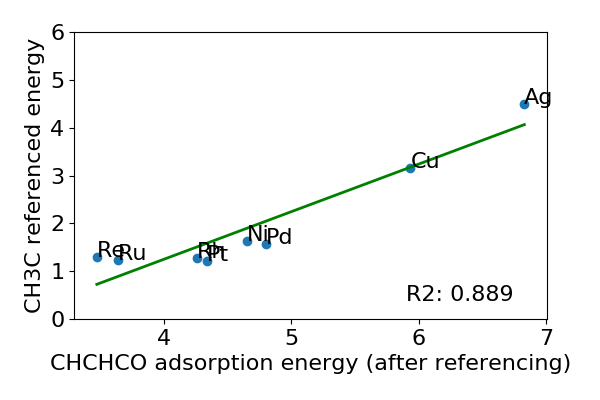 6
5
4
3
2
1
0
CH3C referenced energy
Ag
Cu
Ni
Pd
Re
Ru
Rh
Pt
R2: 0.889
4
5
6
7
CHCHCO adsorption energy (after referencing)